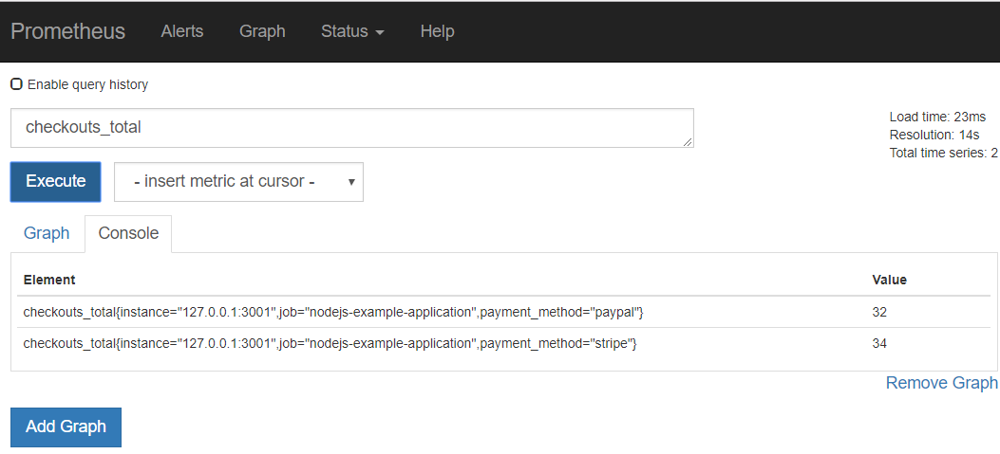 Prometheus Alerts Graph Status Help
Enable query history
checkouts_total
Load time: 23ms
Resolution: 14s
Total time series: 2
Execute - insert metric at cursor -
Graph Console
Element Value
checkouts_total{instance="127.0.0.1:3001",job="nodejs-example-application",payment_method="paypal"} 32
checkouts_total{instance="127.0.0.1:3001",job="nodejs-example-application",payment_method="stripe"} 34
Remove Graph
Add Graph